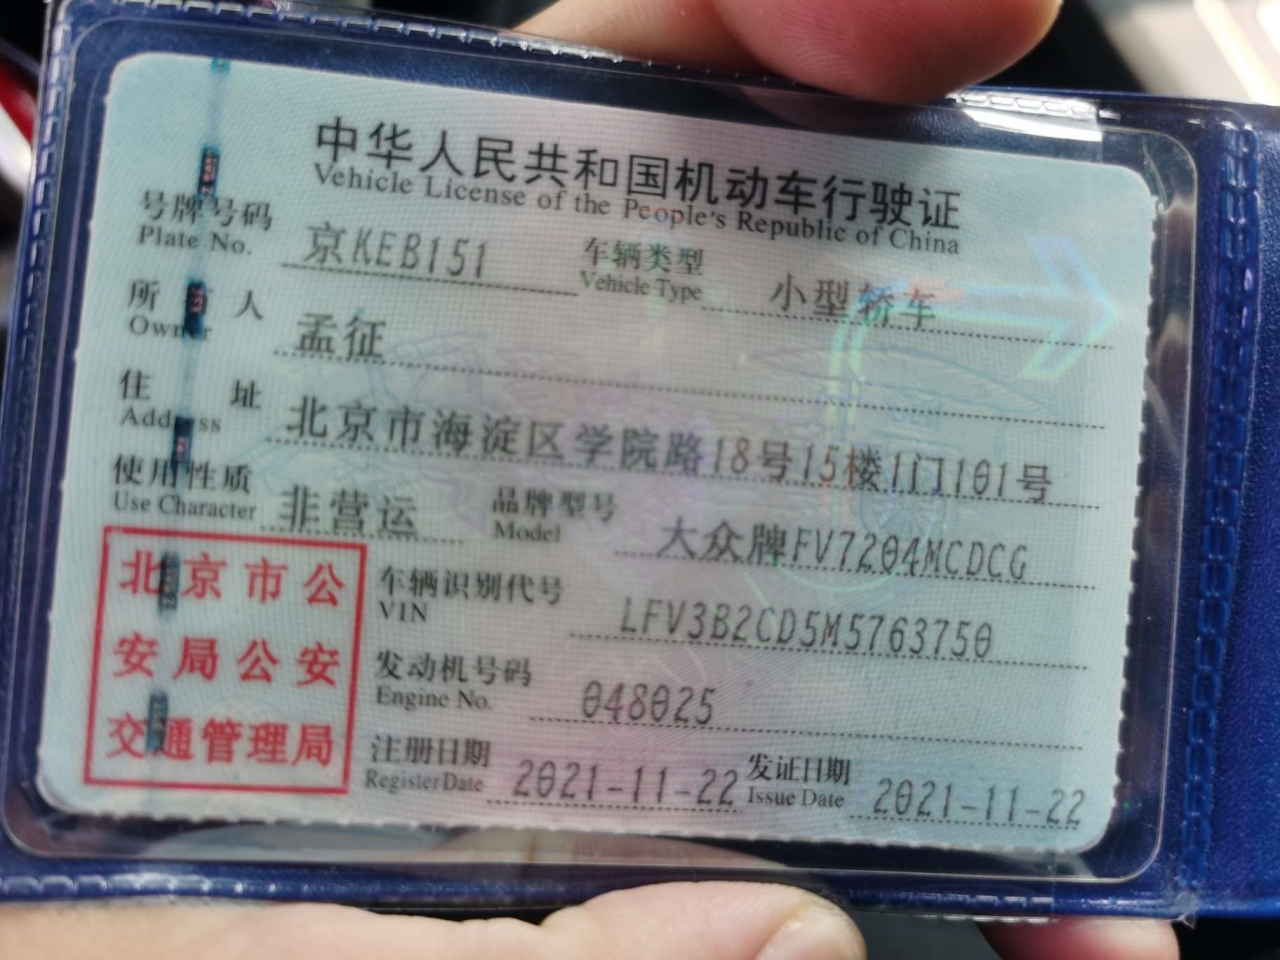 中华人民共和国机动车行驶证
Vehicle License of the People's Republic of China
号牌号码 京KEB151 车辆类型 小型轿车
Plate No. Vehicle Type
所有人 孟征
Owner
住址 北京市海淀区学院路18号15楼1门101号
Address
使用性质 非营运 品牌型号 大众牌FV7204MCDCG
Use Character Model
北京市公安局公安交通管理局
车辆识别代号 LFV3B2CD5M5763750
VIN
发动机号码 048025
Engine No.
注册日期 2021-11-22 发证日期 2021-11-22
Register Date Issue Date